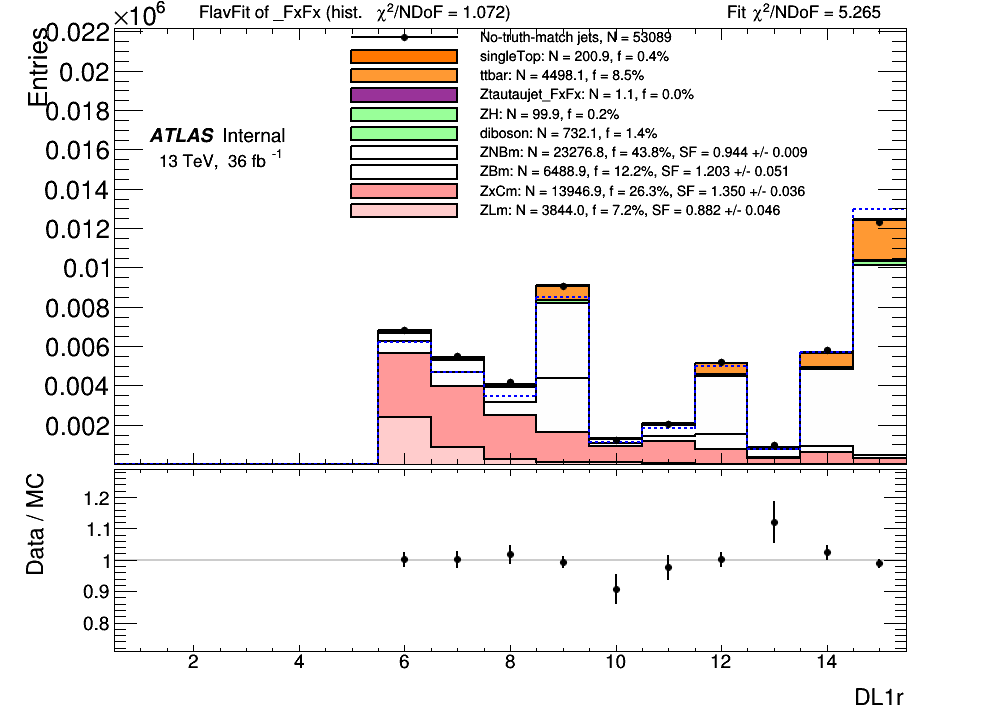 ×10⁶
FlavFit of _FxFx (hist. χ²/NDoF = 1.072)
Fit χ²/NDoF = 5.265
Entries
0.022
0.02
0.018
0.016
0.014
0.012
0.01
0.008
0.006
0.004
0.002
ATLAS Internal
13 TeV, 36 fb ⁻¹
No-truth-match jets, N = 53089
singleTop: N = 200.9, f = 0.4%
ttbar: N = 4498.1, f = 8.5%
Ztautaujet_FxFx: N = 1.1, f = 0.0%
ZH: N = 99.9, f = 0.2%
diboson: N = 732.1, f = 1.4%
ZNBm: N = 23276.8, f = 43.8%, SF = 0.944 +/- 0.009
ZBm: N = 6488.9, f = 12.2%, SF = 1.203 +/- 0.051
ZxCm: N = 13946.9, f = 26.3%, SF = 1.350 +/- 0.036
ZLm: N = 3844.0, f = 7.2%, SF = 0.882 +/- 0.046
Data / MC
1.2
1.1
1
0.9
0.8
2 4 6 8 10 12 14
DL1r